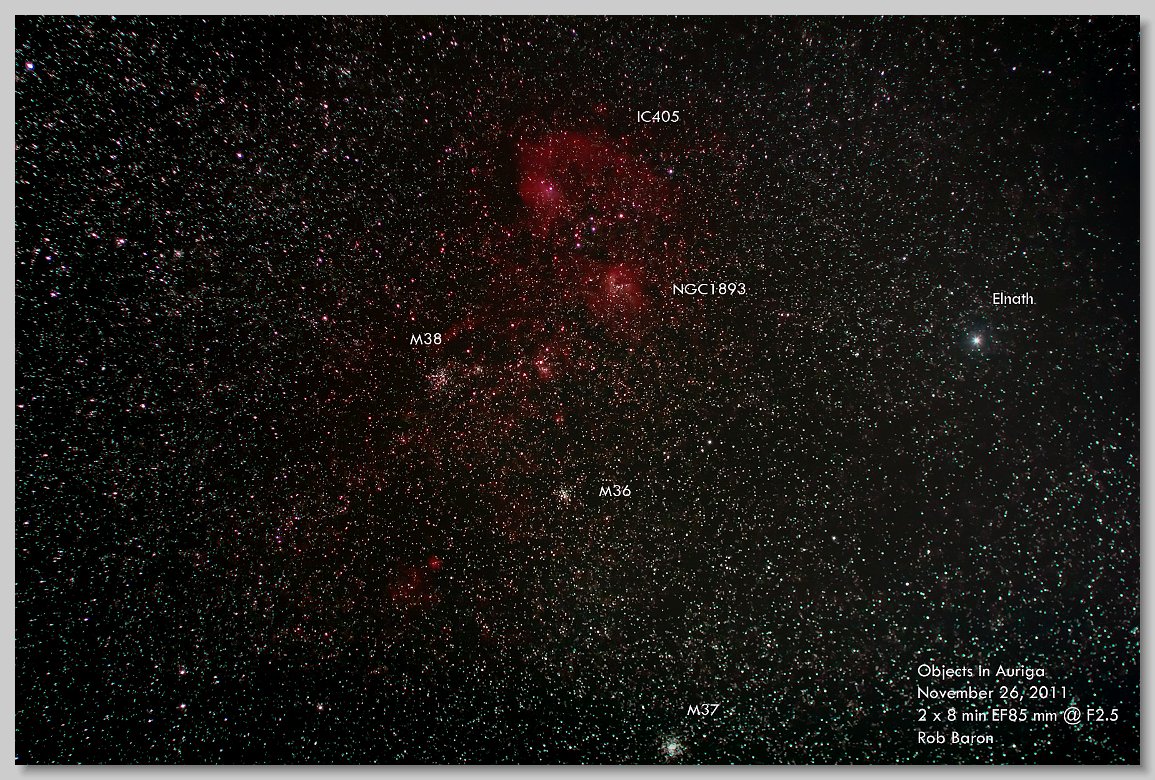 IC405
NGC1893
Elnath
M38
M36
Objects In Auriga
November 26, 2011
2 x 8 min EF85 mm @ F2.5
Rob Baron
M37